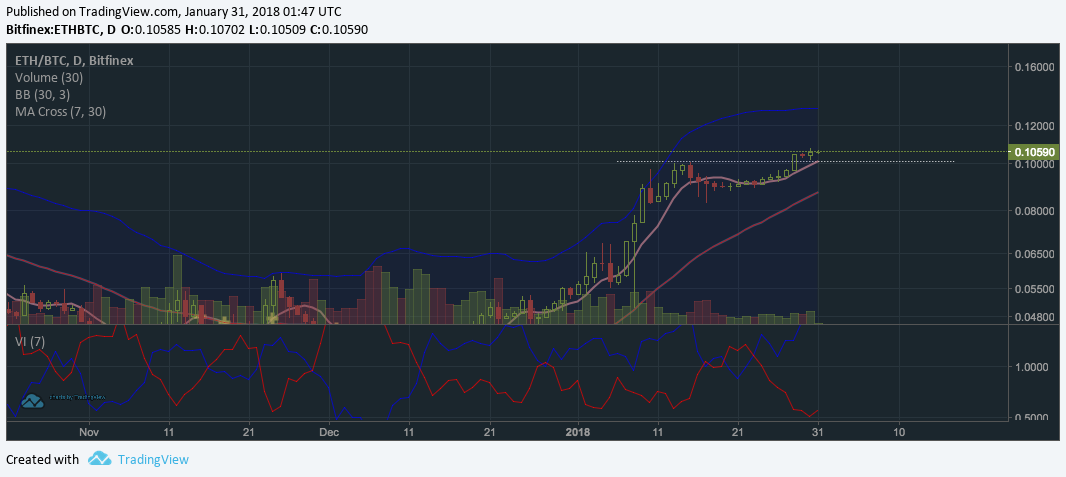 Published on TradingView.com, January 31, 2018 01:47 UTC
Bitfinex:ETHBTC, D O:0.10585 H:0.10702 L:0.10509 C:0.10590
ETH/BTC, D, Bitfinex
Volume (30)
BB (30, 3)
MA Cross (7, 30)
0.16000
0.12000
0.10590
0.10000
0.08000
0.06500
0.05500
0.04800
VI (7)
1.0000
charts by TradingView
0.5000
Nov 11 21 Dec 11 21 2018 11 21 31 10
Created with TradingView